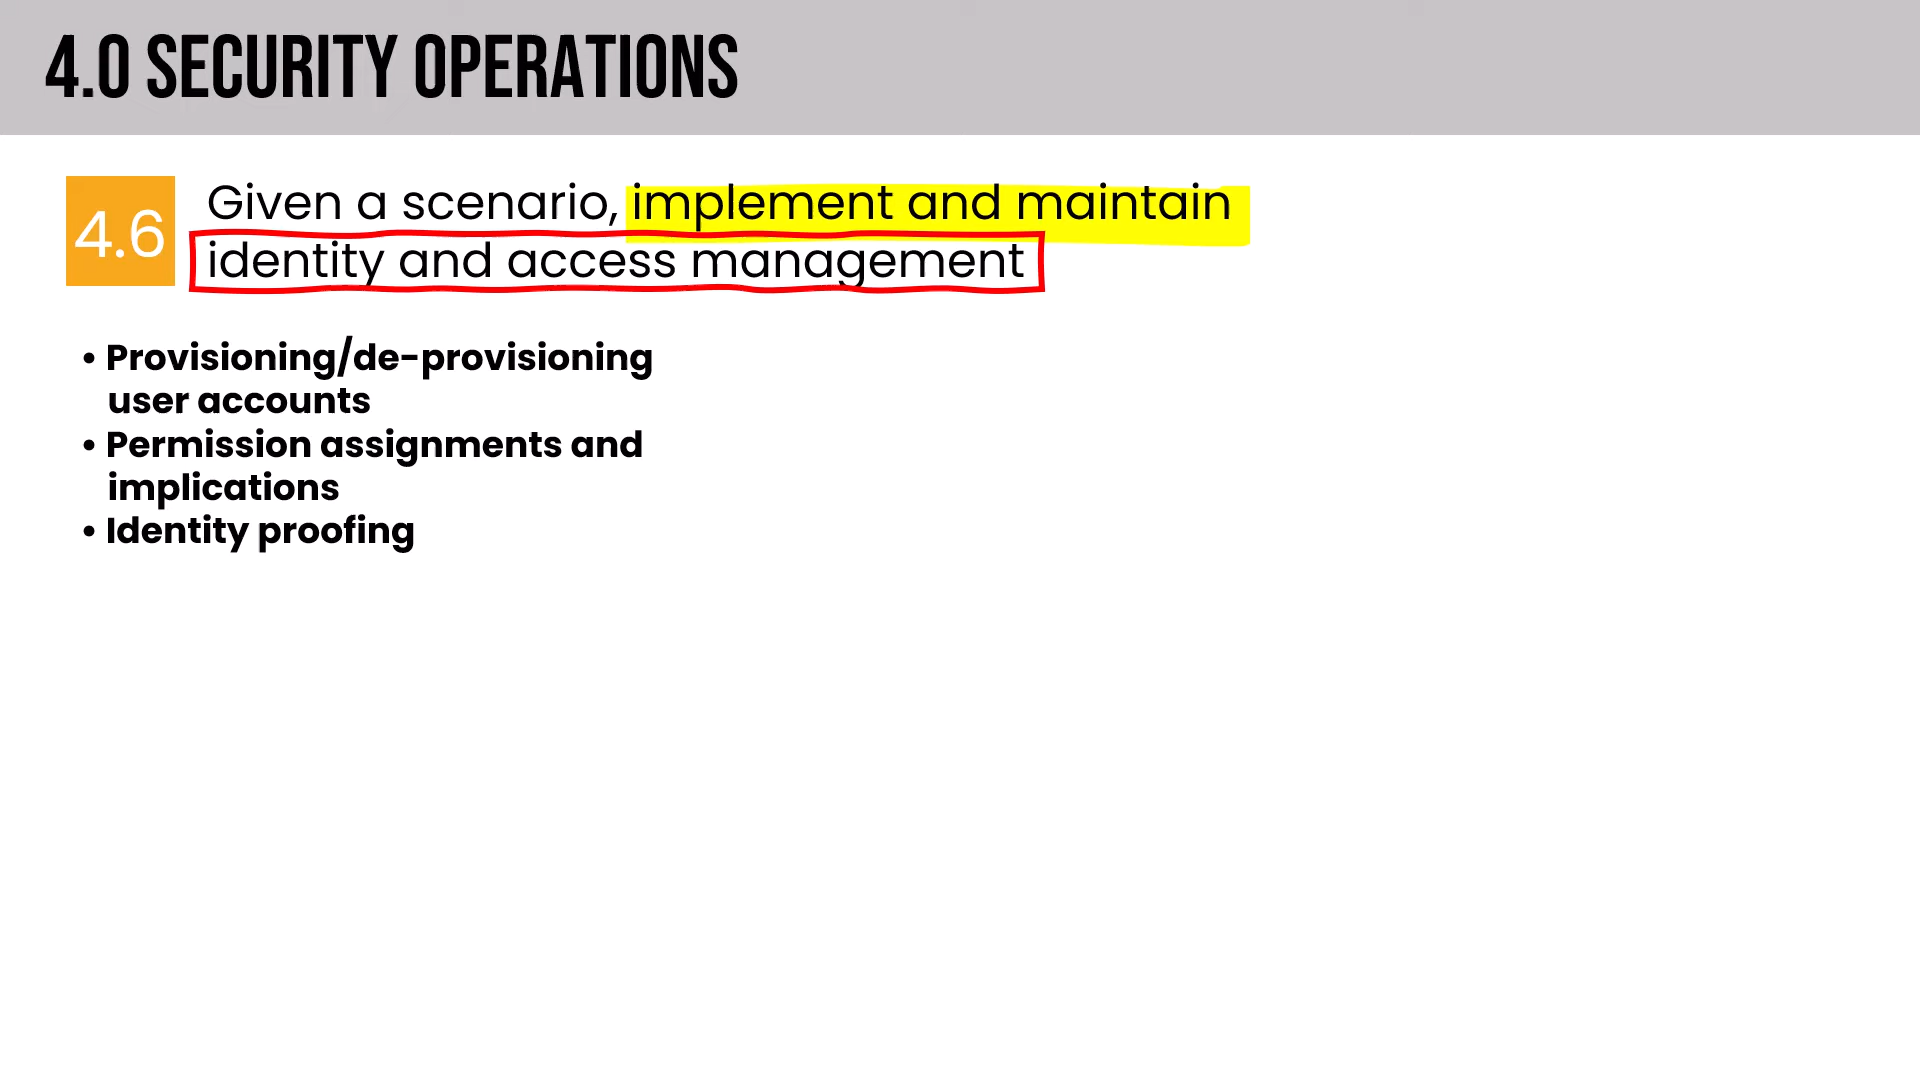 4.0 SECURITY OPERATIONS
4.6
Given a scenario, implement and maintain
identity and access management
• Provisioning/de-provisioning
user accounts
• Permission assignments and
implications
• Identity proofing